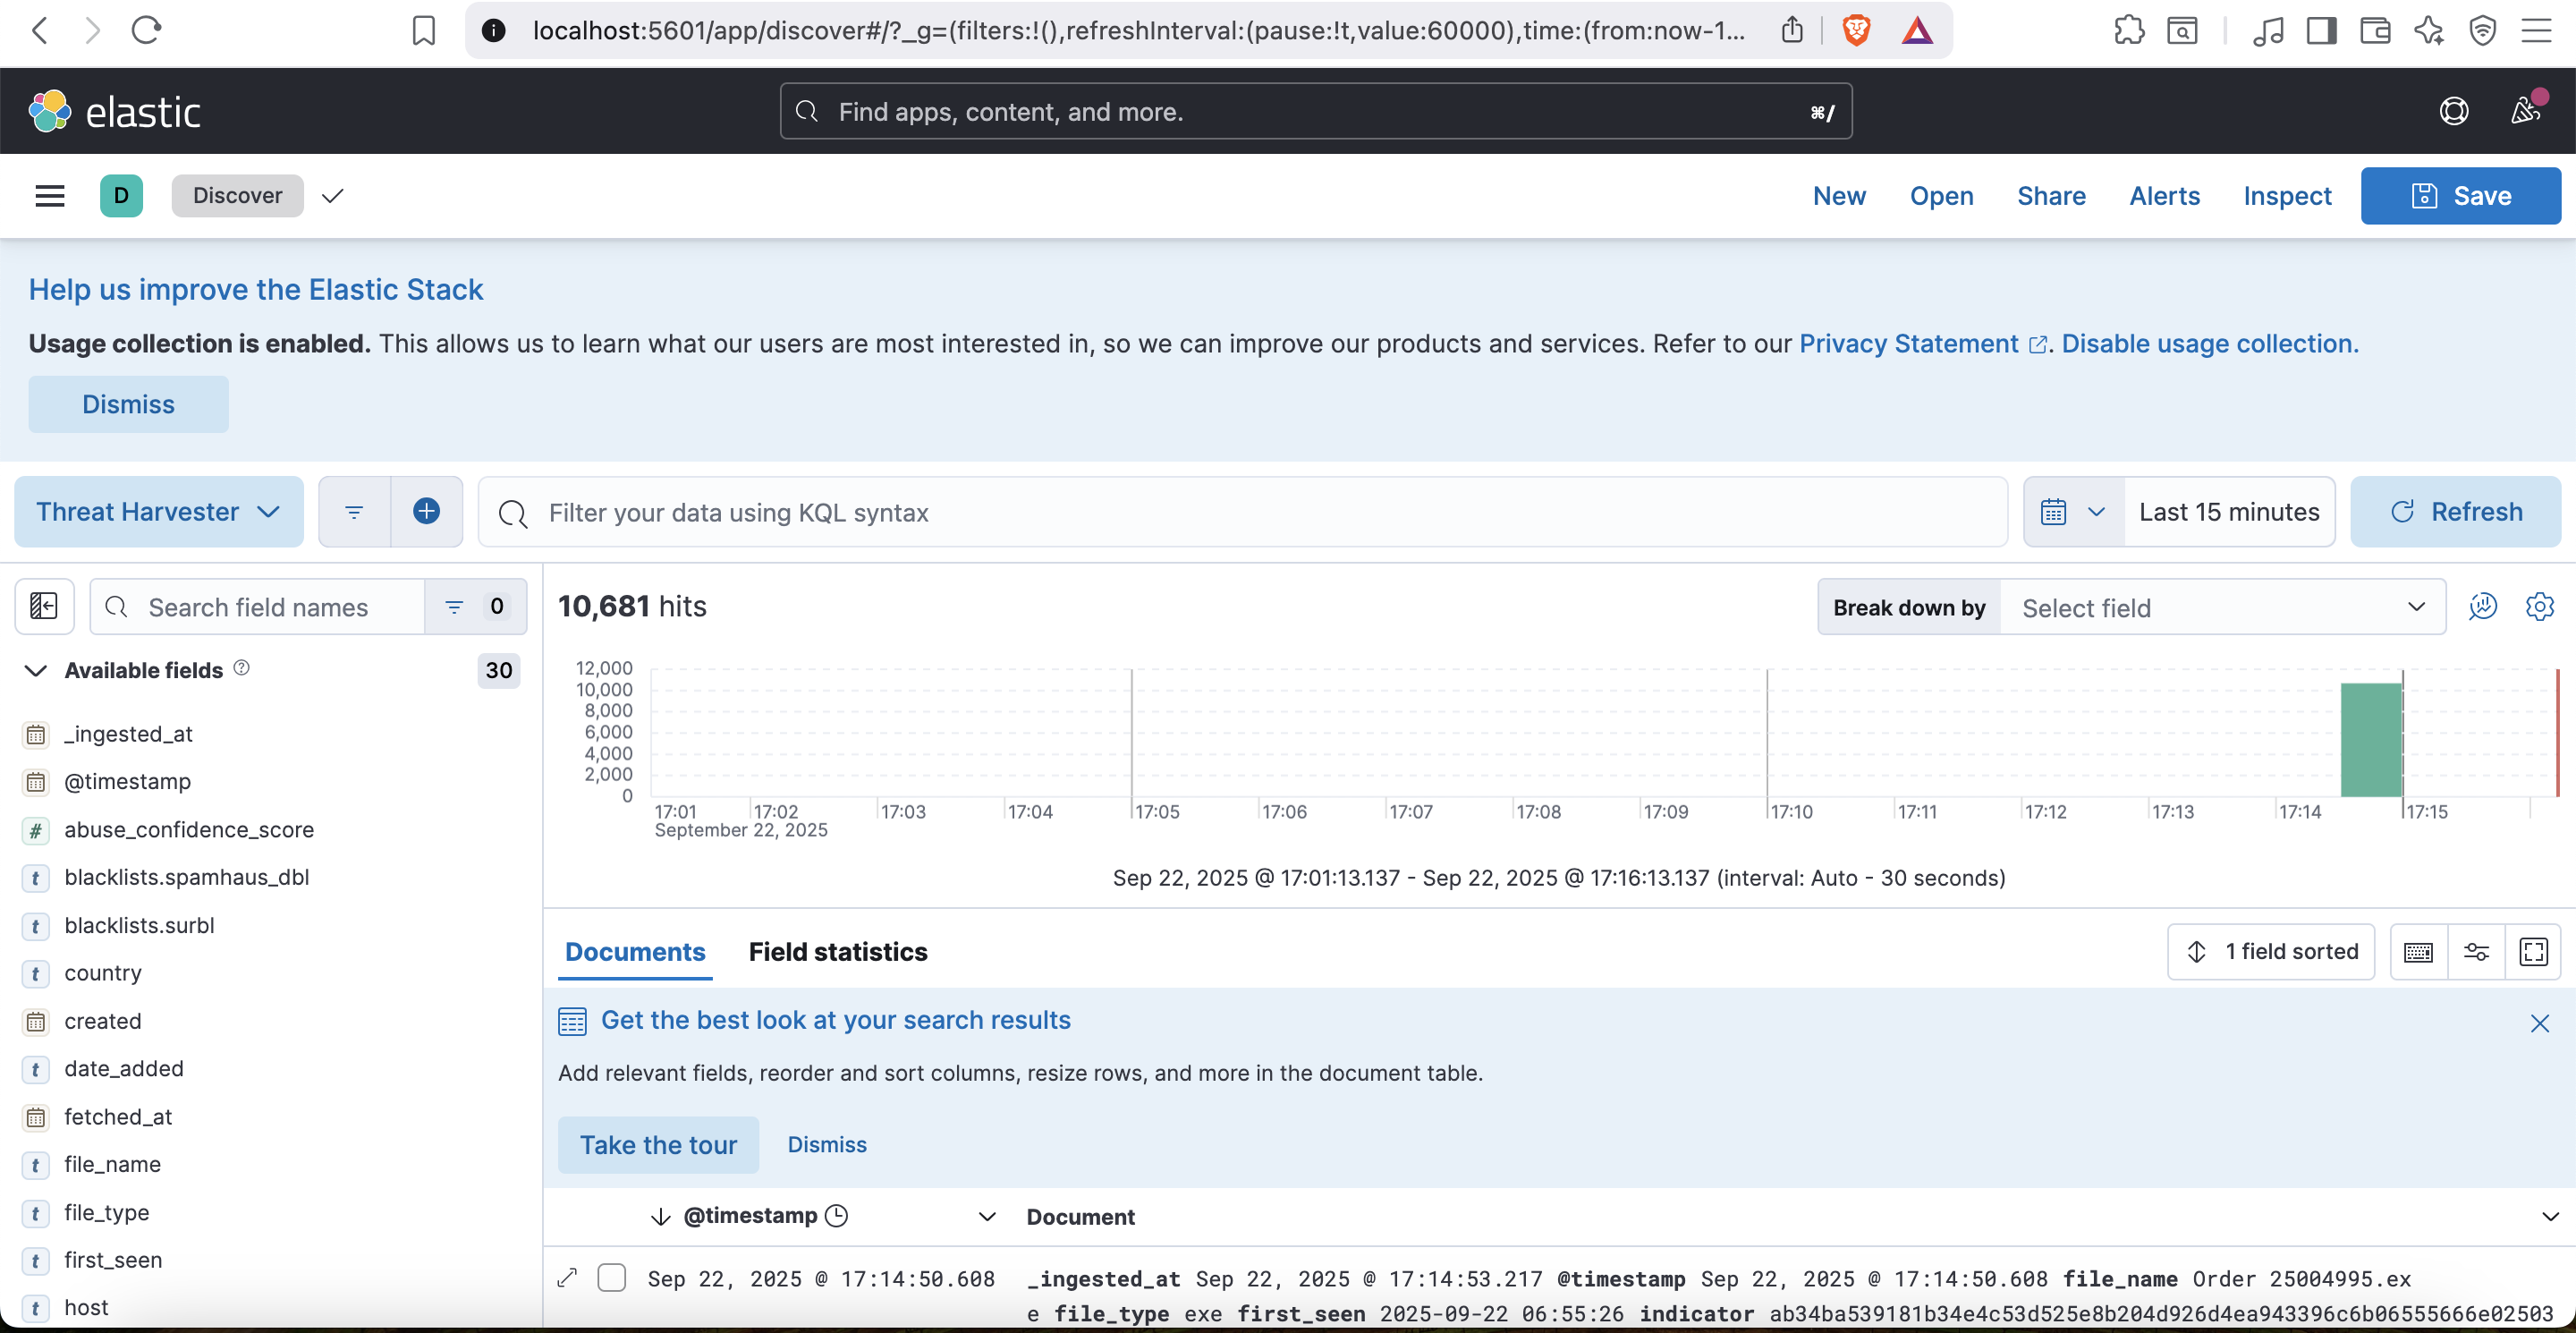 localhost:5601/app/discover#/?_g=(filters:!(),refreshInterval:(pause:!t,value:60000),time:(from:now-1...
elastic
Find apps, content, and more.
⌘/
D
Discover
New
Open
Share
Alerts
Inspect
Save
Help us improve the Elastic Stack
Usage collection is enabled. This allows us to learn what our users are most interested in, so we can improve our products and services. Refer to our Privacy Statement. Disable usage collection.
Dismiss
Threat Harvester
Filter your data using KQL syntax
Last 15 minutes
Refresh
Search field names
0
10,681 hits
Break down by
Select field
Available fields
30
_ingested_at
@timestamp
# abuse_confidence_score
t blacklists.spamhaus_dbl
t blacklists.surbl
t country
created
t date_added
fetched_at
t file_name
t file_type
t first_seen
t host
12,000
10,000
8,000
6,000
4,000
2,000
0
17:01 17:02 17:03 17:04 17:05 17:06 17:07 17:08 17:09 17:10 17:11 17:12 17:13 17:14 17:15
September 22, 2025
Sep 22, 2025 @ 17:01:13.137 - Sep 22, 2025 @ 17:16:13.137 (interval: Auto - 30 seconds)
Documents
Field statistics
1 field sorted
Get the best look at your search results
Add relevant fields, reorder and sort columns, resize rows, and more in the document table.
Take the tour
Dismiss
@timestamp
Document
Sep 22, 2025 @ 17:14:50.608
_ingested_at Sep 22, 2025 @ 17:14:53.217 @timestamp Sep 22, 2025 @ 17:14:50.608 file_name Order 25004995.ex
e file_type exe first_seen 2025-09-22 06:55:26 indicator ab34ba539181b34e4c53d525e8b204d926d4ea943396c6b06555666e02503